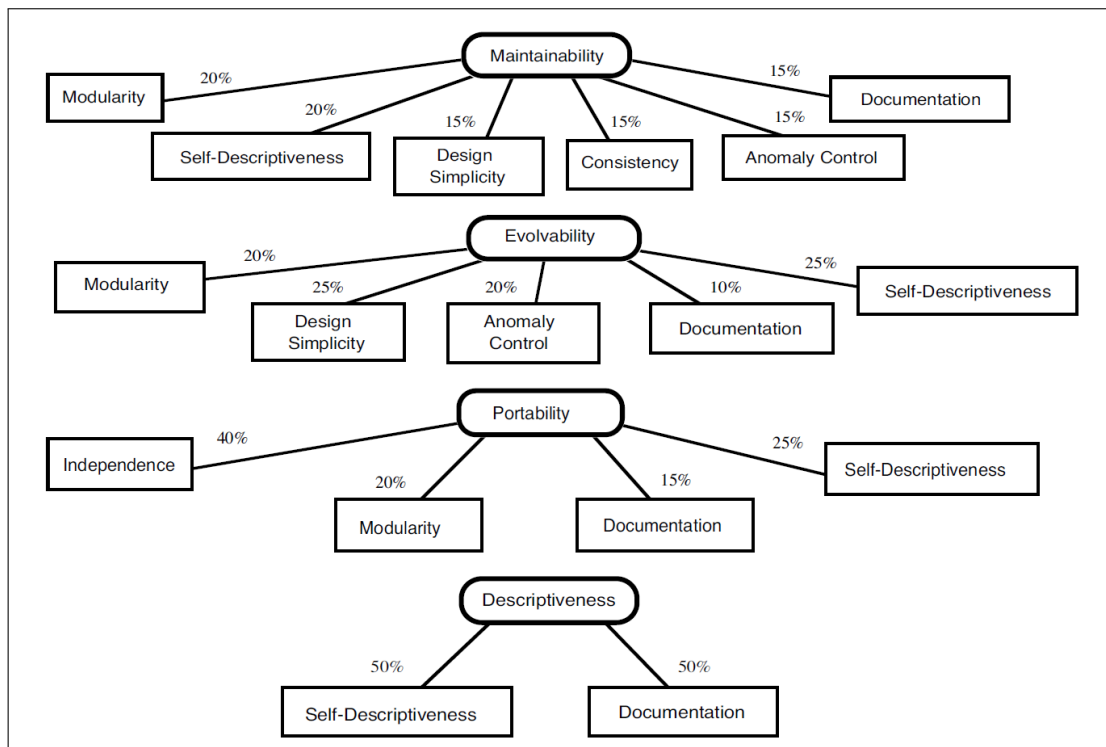 Maintainability
20%
15%
Modularity
Documentation
20%
15%
15%
15%
Self-Descriptiveness
Design
Simplicity
Consistency
Anomaly Control
Evolvability
20%
25%
Modularity
Self-Descriptiveness
25%
20%
10%
Design
Simplicity
Anomaly
Control
Documentation
Portability
40%
25%
Independence
Self-Descriptiveness
20%
15%
Modularity
Documentation
Descriptiveness
50%
50%
Self-Descriptiveness
Documentation